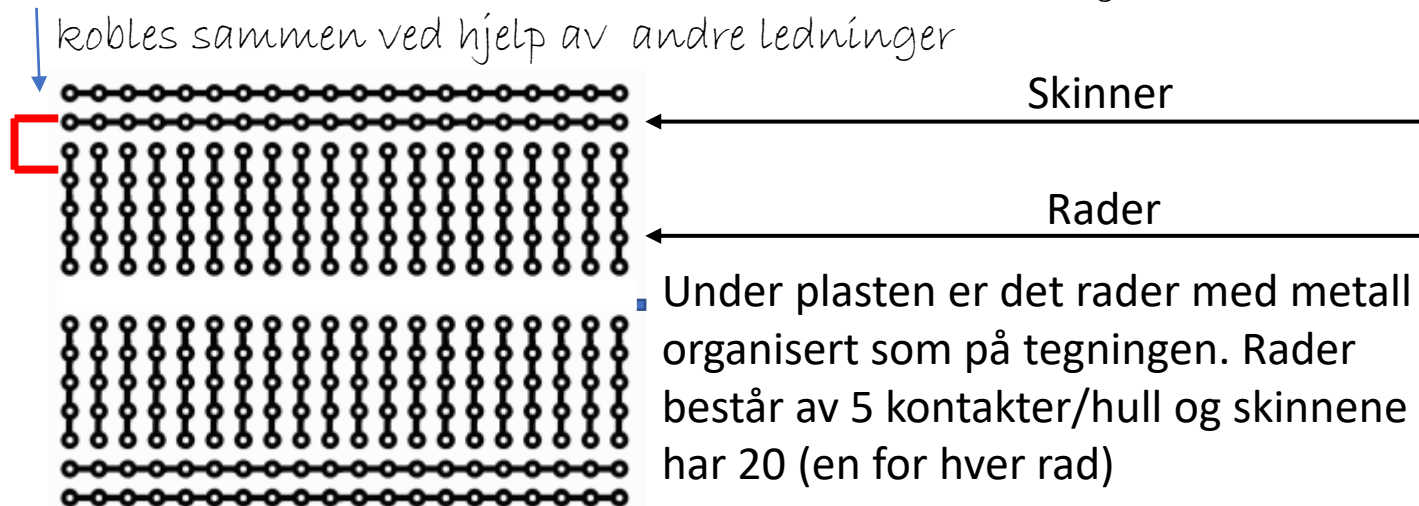 kobles sammen ved hjelp av andre ledninger
Skinner
Rader
Under plasten er det rader med metall
organisert som på tegningen. Rader
består av 5 kontakter/hull og skinnene
har 20 (en for hver rad)